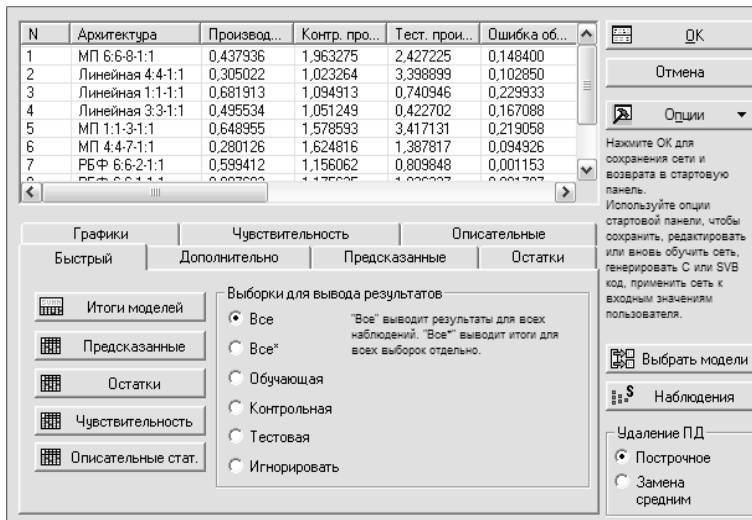 N Архитектура Производ... Контр. про... Тест. прои... Ошибка об...
1 МП 6:6-8-1:1 0,437936 1,963275 2,427225 0,148400
2 Линейная 4:4-1:1 0,305022 1,023264 3,398899 0,102850
3 Линейная 1:1-1:1 0,681913 1,094913 0,740946 0,229933
4 Линейная 3:3-1:1 0,495534 1,051249 0,422702 0,167088
5 МП 1:1-3-1:1 0,648955 1,578593 3,417131 0,219058
6 МП 4:4-7-1:1 0,280126 1,624816 1,387817 0,094926
7 РБФ 6:6-2-1:1 0,599412 1,156062 0,809848 0,001153
OK
Отмена
Опции
Нажмите ОК для
сохранения сети и
возврата в стартовую
панель.
Используйте опции
стартовой панели, чтобы
сохранить, редактировать
или вновь обучить сеть,
генерировать С или SVB
код, применить сеть к
входным значениям
пользователя.
Графики Чувствительность Описательные
Быстрый Дополнительно Предсказанные Остатки
Итоги моделей
Предсказанные
Остатки
Чувствительность
Описательные стат.
Выборки для вывода результатов
Все
Все*
Обучающая
Контрольная
Тестовая
Игнорировать
"Все" выводит результаты для всех
наблюдений. "Все*" выводит итоги для
всех выборок отдельно.
Выбрать модели
Наблюдения
Удаление ПД
Построчное
Замена
средним